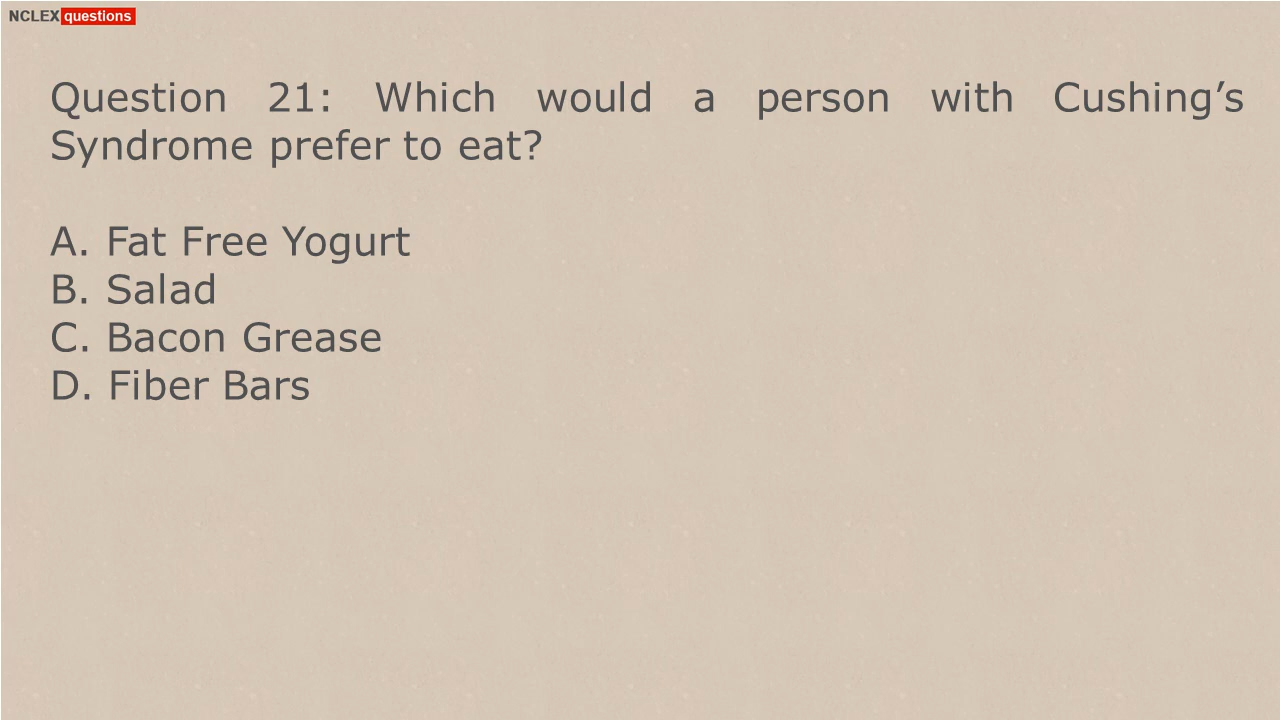 NCLEX questions
Question 21: Which would a person with Cushing’s
Syndrome prefer to eat?
A. Fat Free Yogurt
B. Salad
C. Bacon Grease
D. Fiber Bars